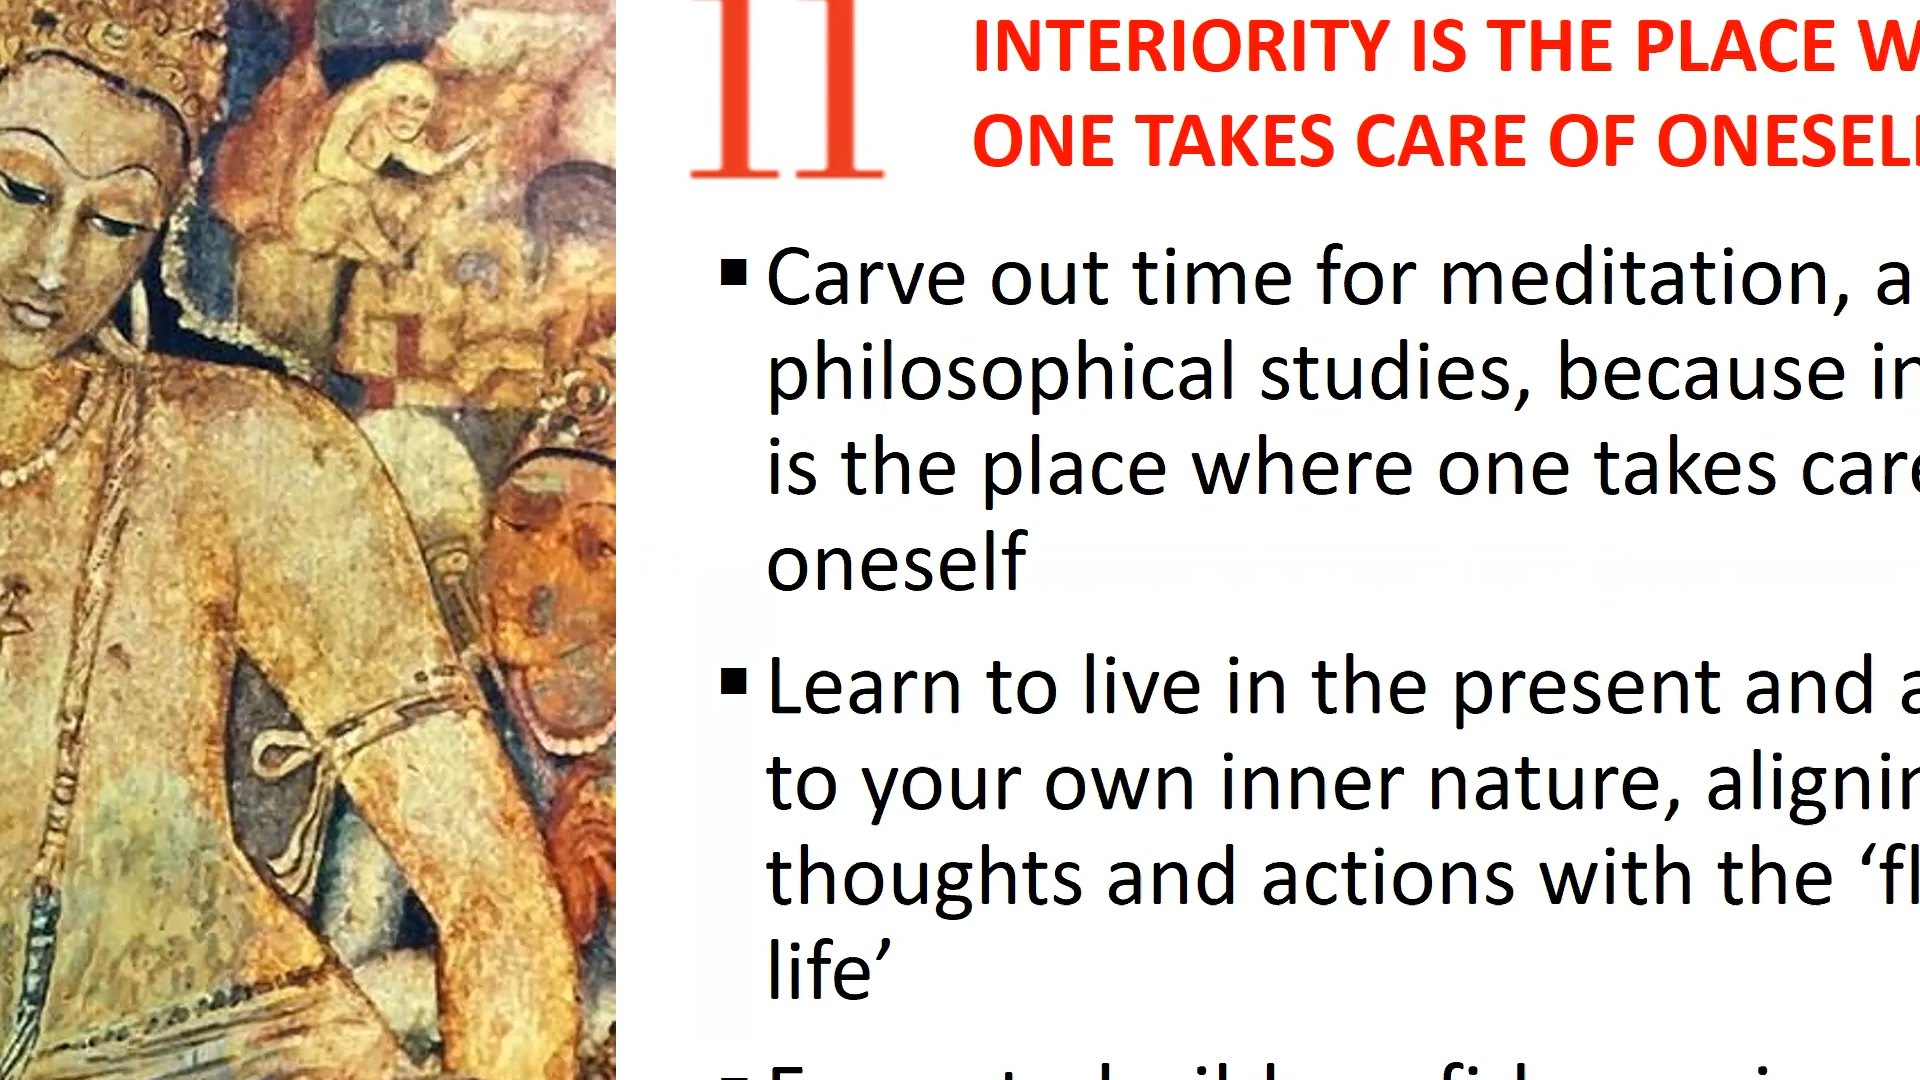 11
INTERIORITY IS THE PLACE
ONE TAKES CARE OF ONESELF
Carve out time for meditation,
philosophical studies, because
is the place where one takes care
oneself
Learn to live in the present and
to your own inner nature,
thoughts and actions with the
life’